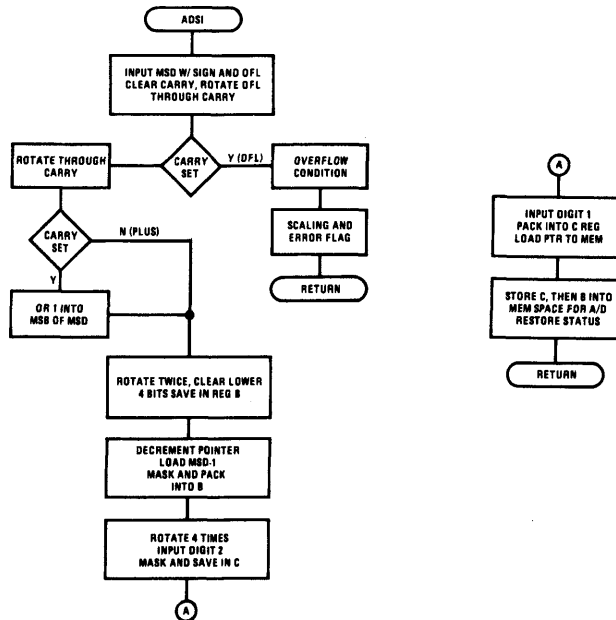 ADSI
INPUT MSD W/ SIGN AND OFL
CLEAR CARRY, ROTATE OFL
THROUGH CARRY
CARRY
SET
Y (OFL)
OVERFLOW
CONDITION
SCALING AND
ERROR FLAG
RETURN
ROTATE THROUGH
CARRY
CARRY
SET
N (PLUS)
Y
OR 1 INTO
MSB OF MSD
ROTATE TWICE, CLEAR LOWER
4 BITS SAVE IN REG B
DECREMENT POINTER
LOAD MSD-1
MASK AND PACK
INTO B
ROTATE 4 TIMES
INPUT DIGIT 2
MASK AND SAVE IN C
A
A
INPUT DIGIT 1
PACK INTO C REG
LOAD PTR TO MEM
STORE C, THEN B INTO
MEM SPACE FOR A/D
RESTORE STATUS
RETURN